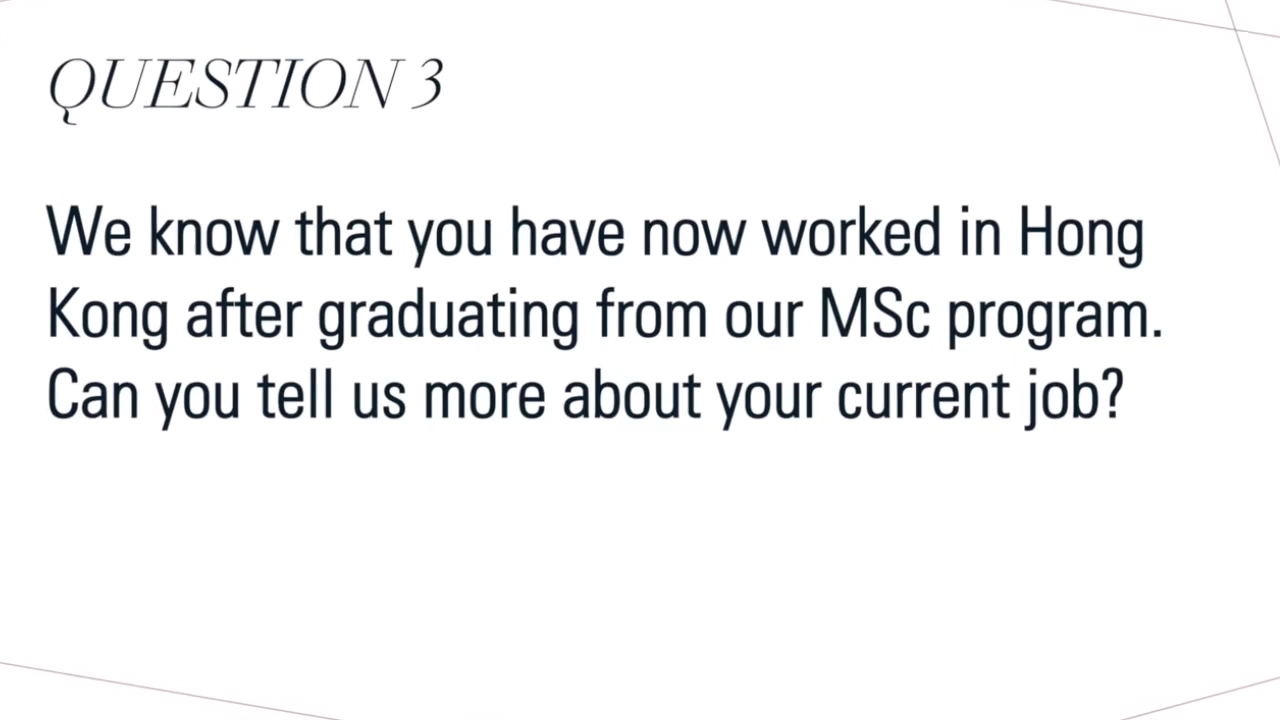 QUESTION 3
We know that you have now worked in Hong
Kong after graduating from our MSc program.
Can you tell us more about your current job?